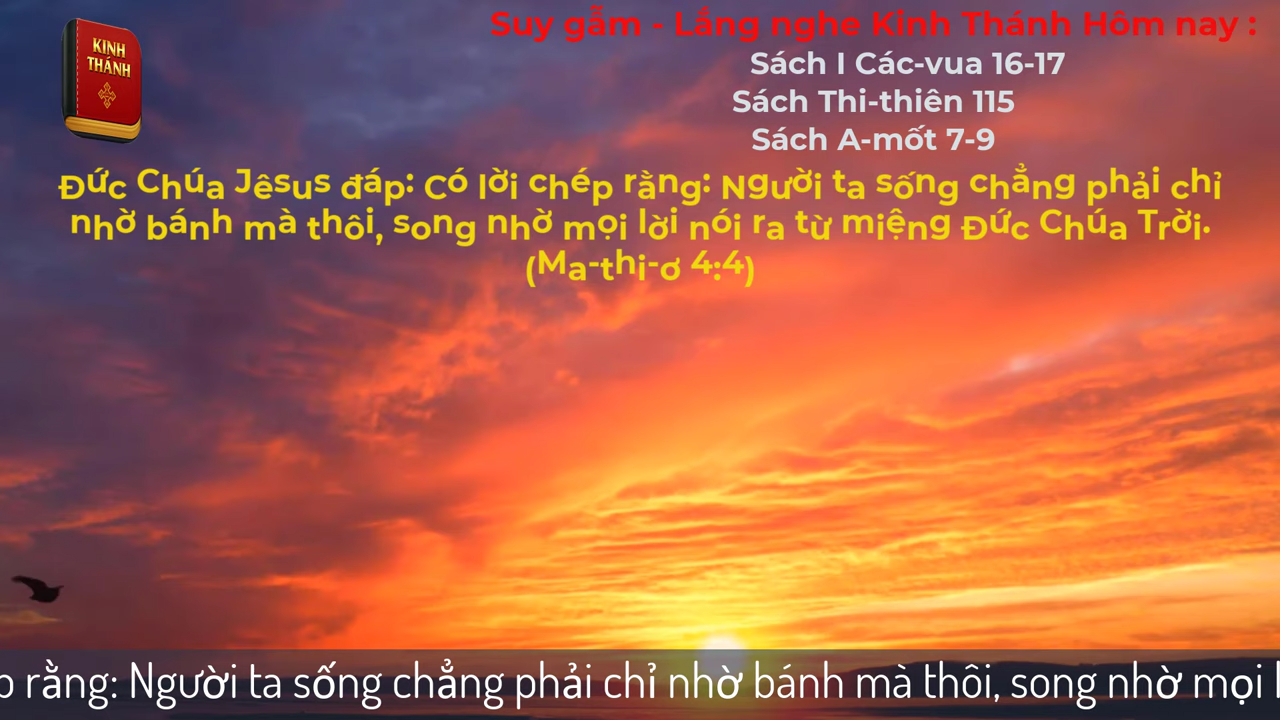 KINH
THÁNH
Suy gẫm - Lắng nghe Kinh Thánh Hôm nay :
Sách I Các-vua 16-17
Sách Thi-thiên 115
Sách A-mốt 7-9
Đức Chúa Jêsus đáp: Có lời chép rằng: Người ta sống chẳng phải chỉ
nhờ bánh mà thôi, song nhờ mọi lời nói ra từ miệng Đức Chúa Trời.
(Ma-thi-ơ 4:4)
rằng: Người ta sống chẳng phải chỉ nhờ bánh mà thôi, song nhờ mọi